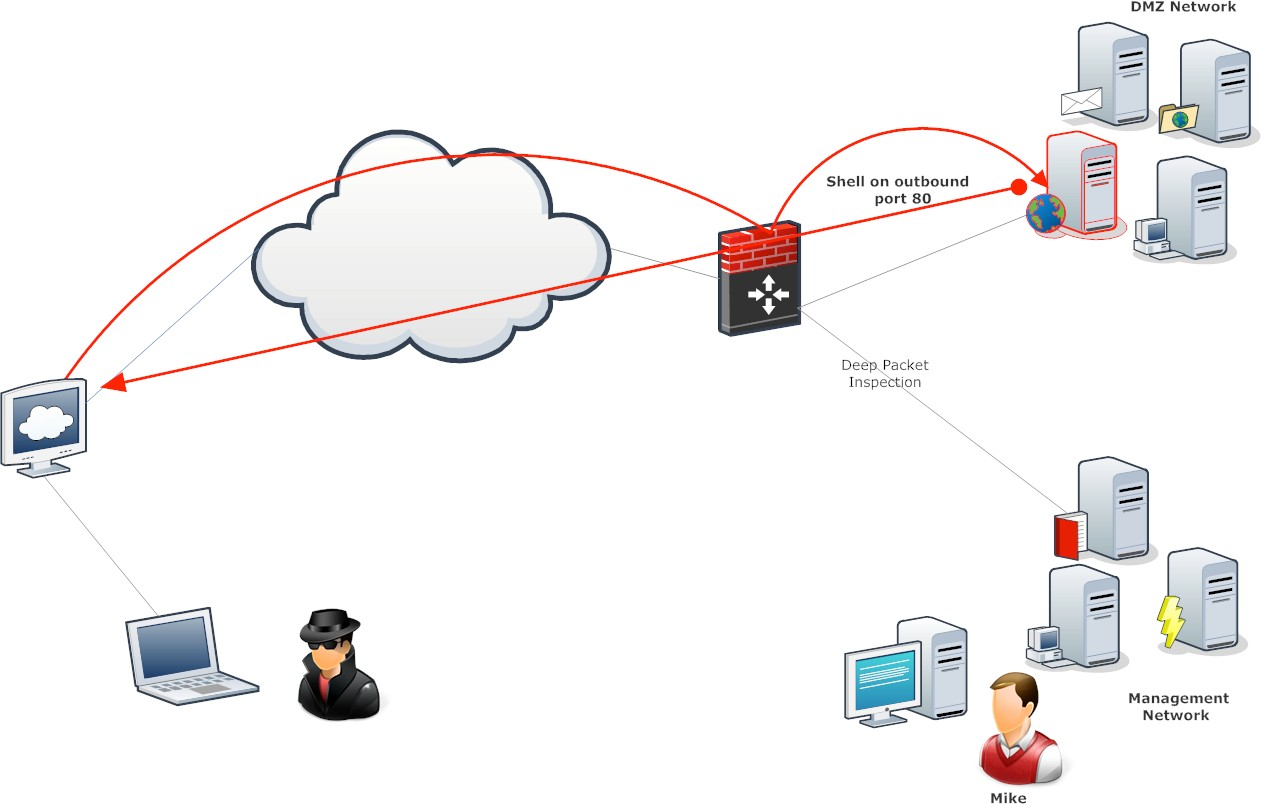 DMZ Network
Shell on outbound
port 80
Deep Packet
Inspection
Management
Network
Mike